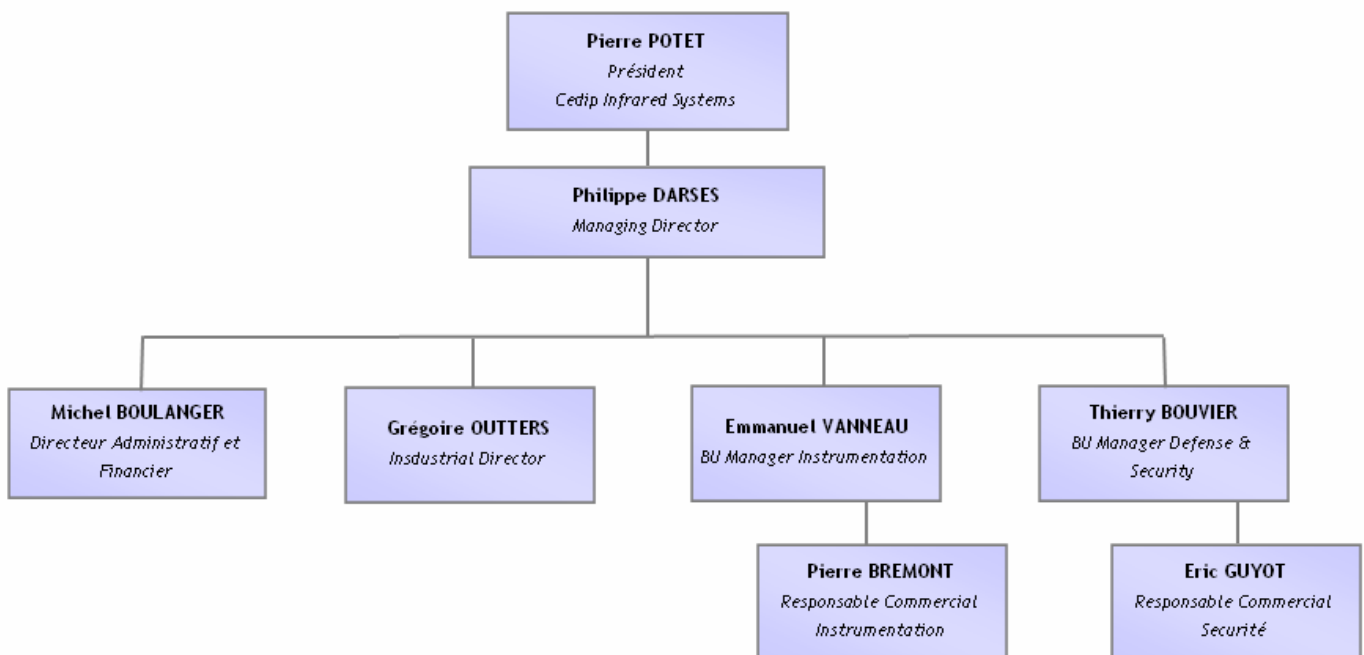 Pierre POTET
Président
Cedip Infrared Systems
Philippe DARSES
Managing Director
Michel BOULANGER
Directeur Administratif et
Financier
Grégoire OUTTERS
Insdustrial Director
Emmanuel VANNEAU
BU Manager Instrumentation
Thierry BOUVIER
BU Manager Defense &
Security
Pierre BREMONT
Responsable Commercial
Instrumentation
Eric GUYOT
Responsable Commercial
Securité